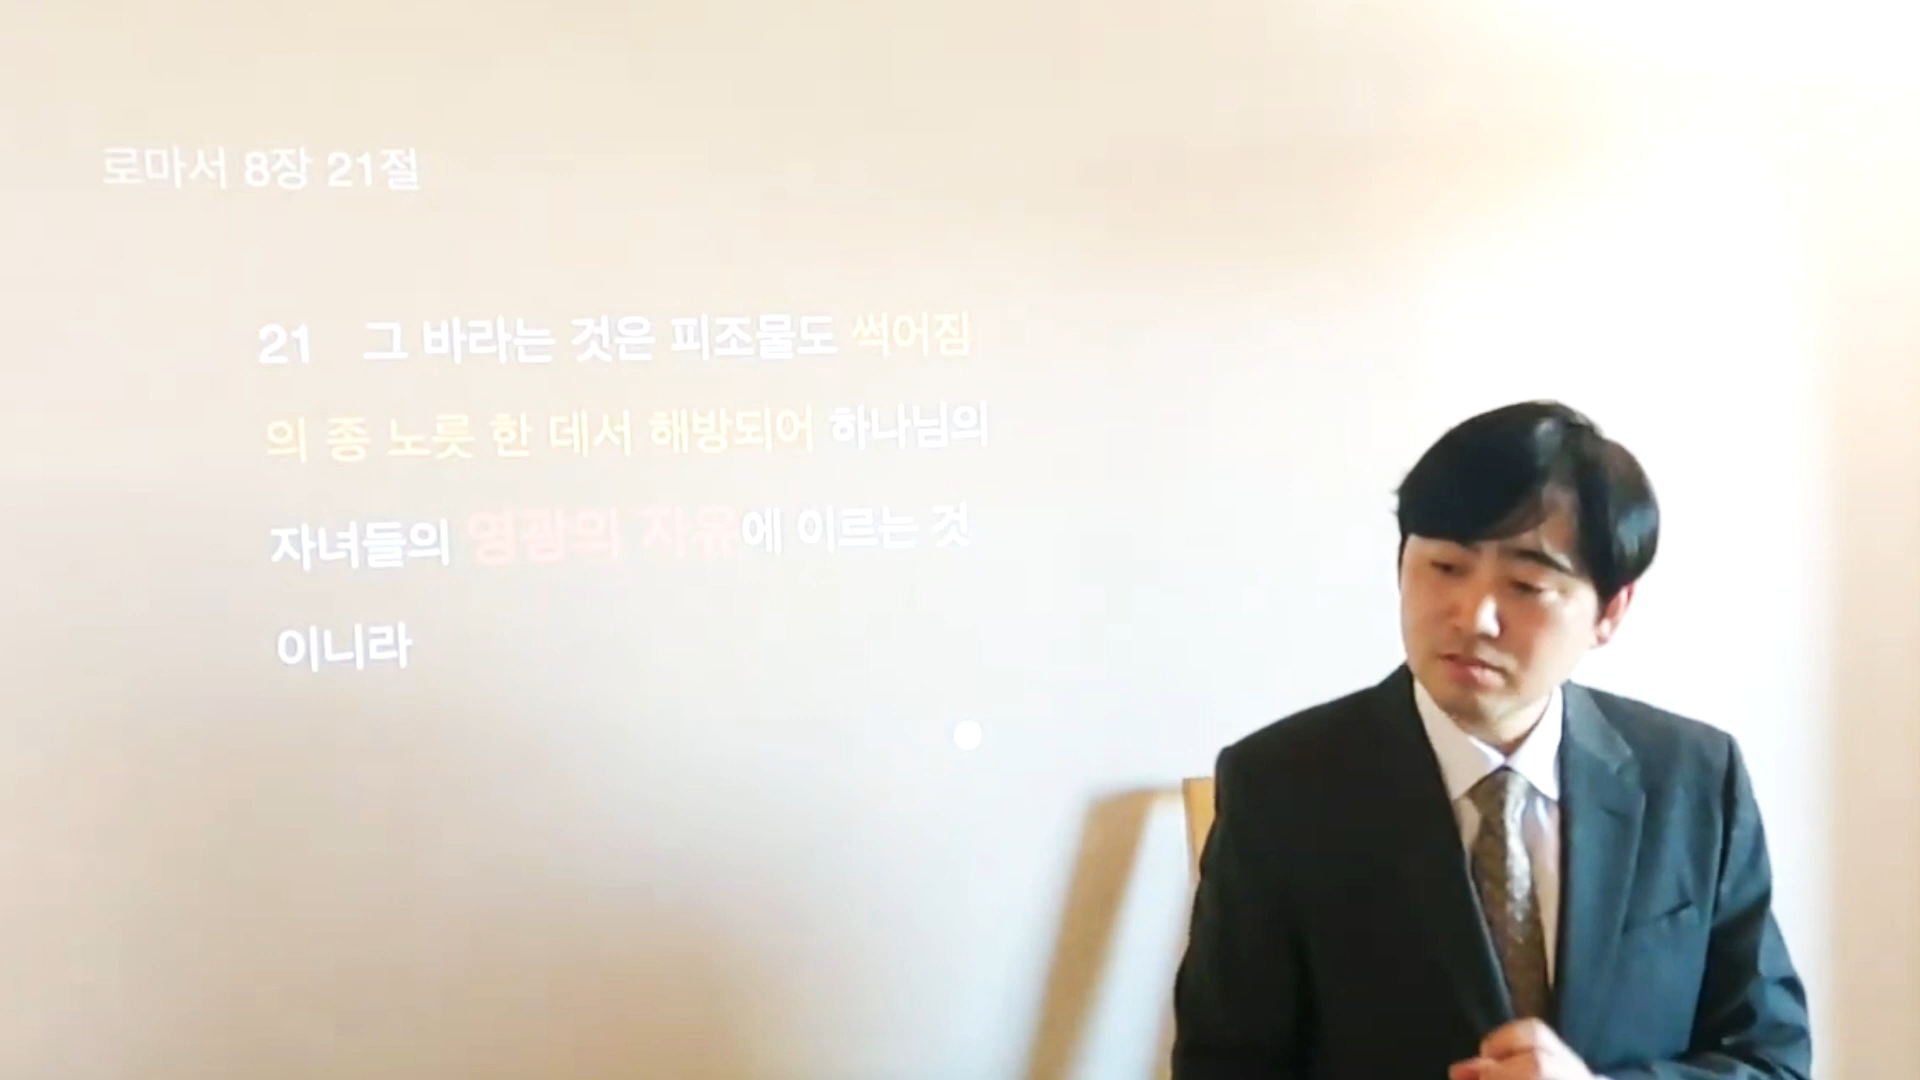 로마서 8장 21절
21 그 바라는 것은 피조물도 썩어짐
의 종 노릇 한 데서 해방되어 하나님의
자녀들의 영광의 자유에 이르는 것
이니라